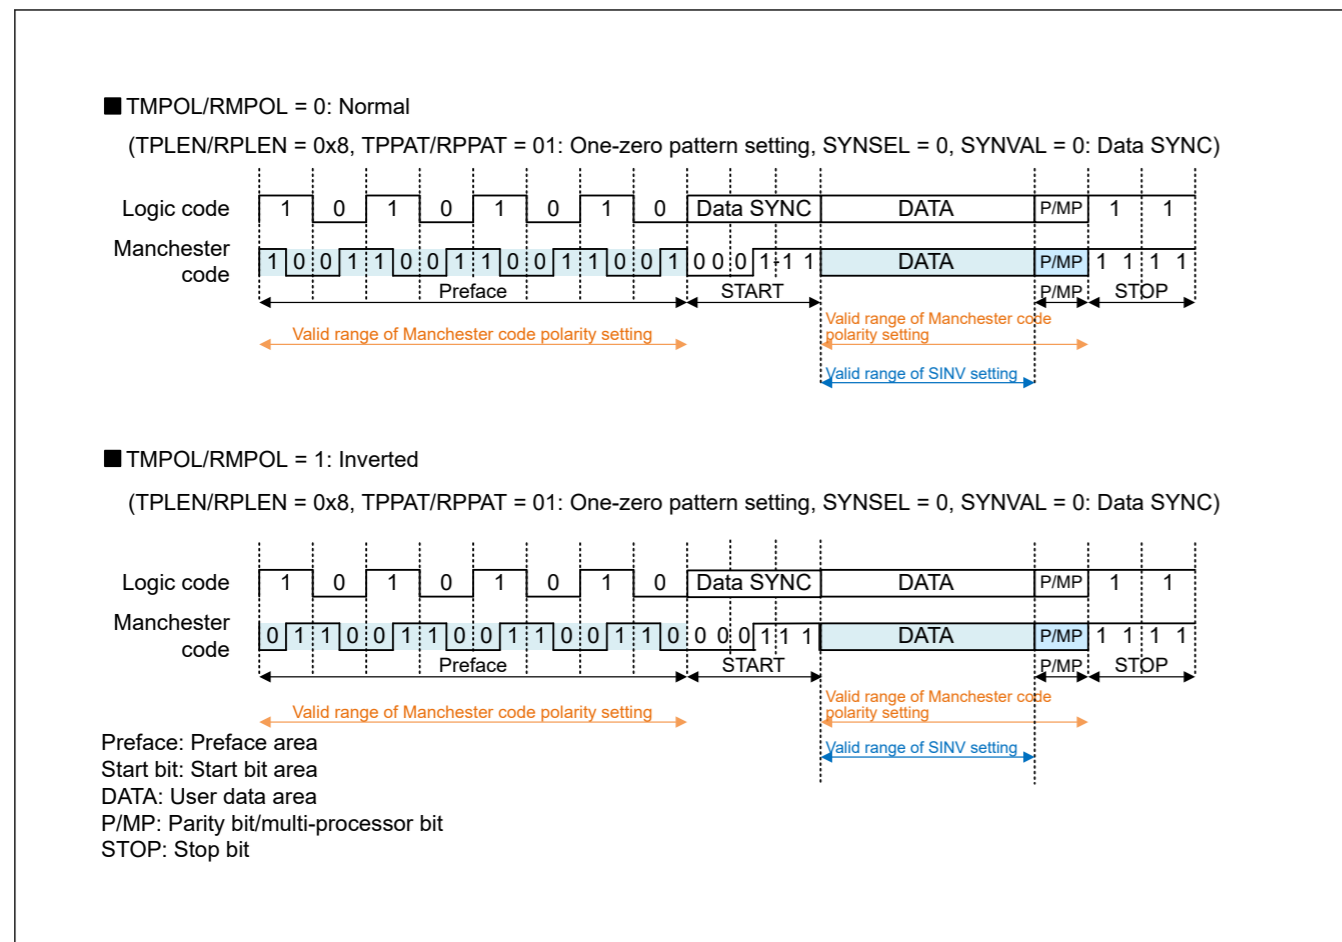 ■ TMPOL/RMPOL = 0: Normal
(TPLEN/RPLEN = 0x8, TPPAT/RPPAT = 01: One-zero pattern setting, SYNSEL = 0, SYNVAL = 0: Data SYNC)
Logic code 1 0 1 0 1 0 1 0 Data SYNC DATA P/MP 1 1
Manchester code 1 0 0 1 1 0 0 1 1 0 0 1 1 0 0 1 0 0 0 1 1 1 DATA P/MP 1 1 1 1
Preface START P/MP STOP
Valid range of Manchester code polarity setting
Valid range of Manchester code
polarity setting
Valid range of SINV setting
■ TMPOL/RMPOL = 1: Inverted
(TPLEN/RPLEN = 0x8, TPPAT/RPPAT = 01: One-zero pattern setting, SYNSEL = 0, SYNVAL = 0: Data SYNC)
Logic code 1 0 1 0 1 0 1 0 Data SYNC DATA P/MP 1 1
Manchester code 0 1 1 0 0 1 1 0 0 1 1 0 0 1 1 0 0 0 0 1 1 1 DATA P/MP 1 1 1 1
Preface START P/MP STOP
Valid range of Manchester code polarity setting
Valid range of Manchester code
polarity setting
Valid range of SINV setting
Preface: Preface area
Start bit: Start bit area
DATA: User data area
P/MP: Parity bit/multi-processor bit
STOP: Stop bit